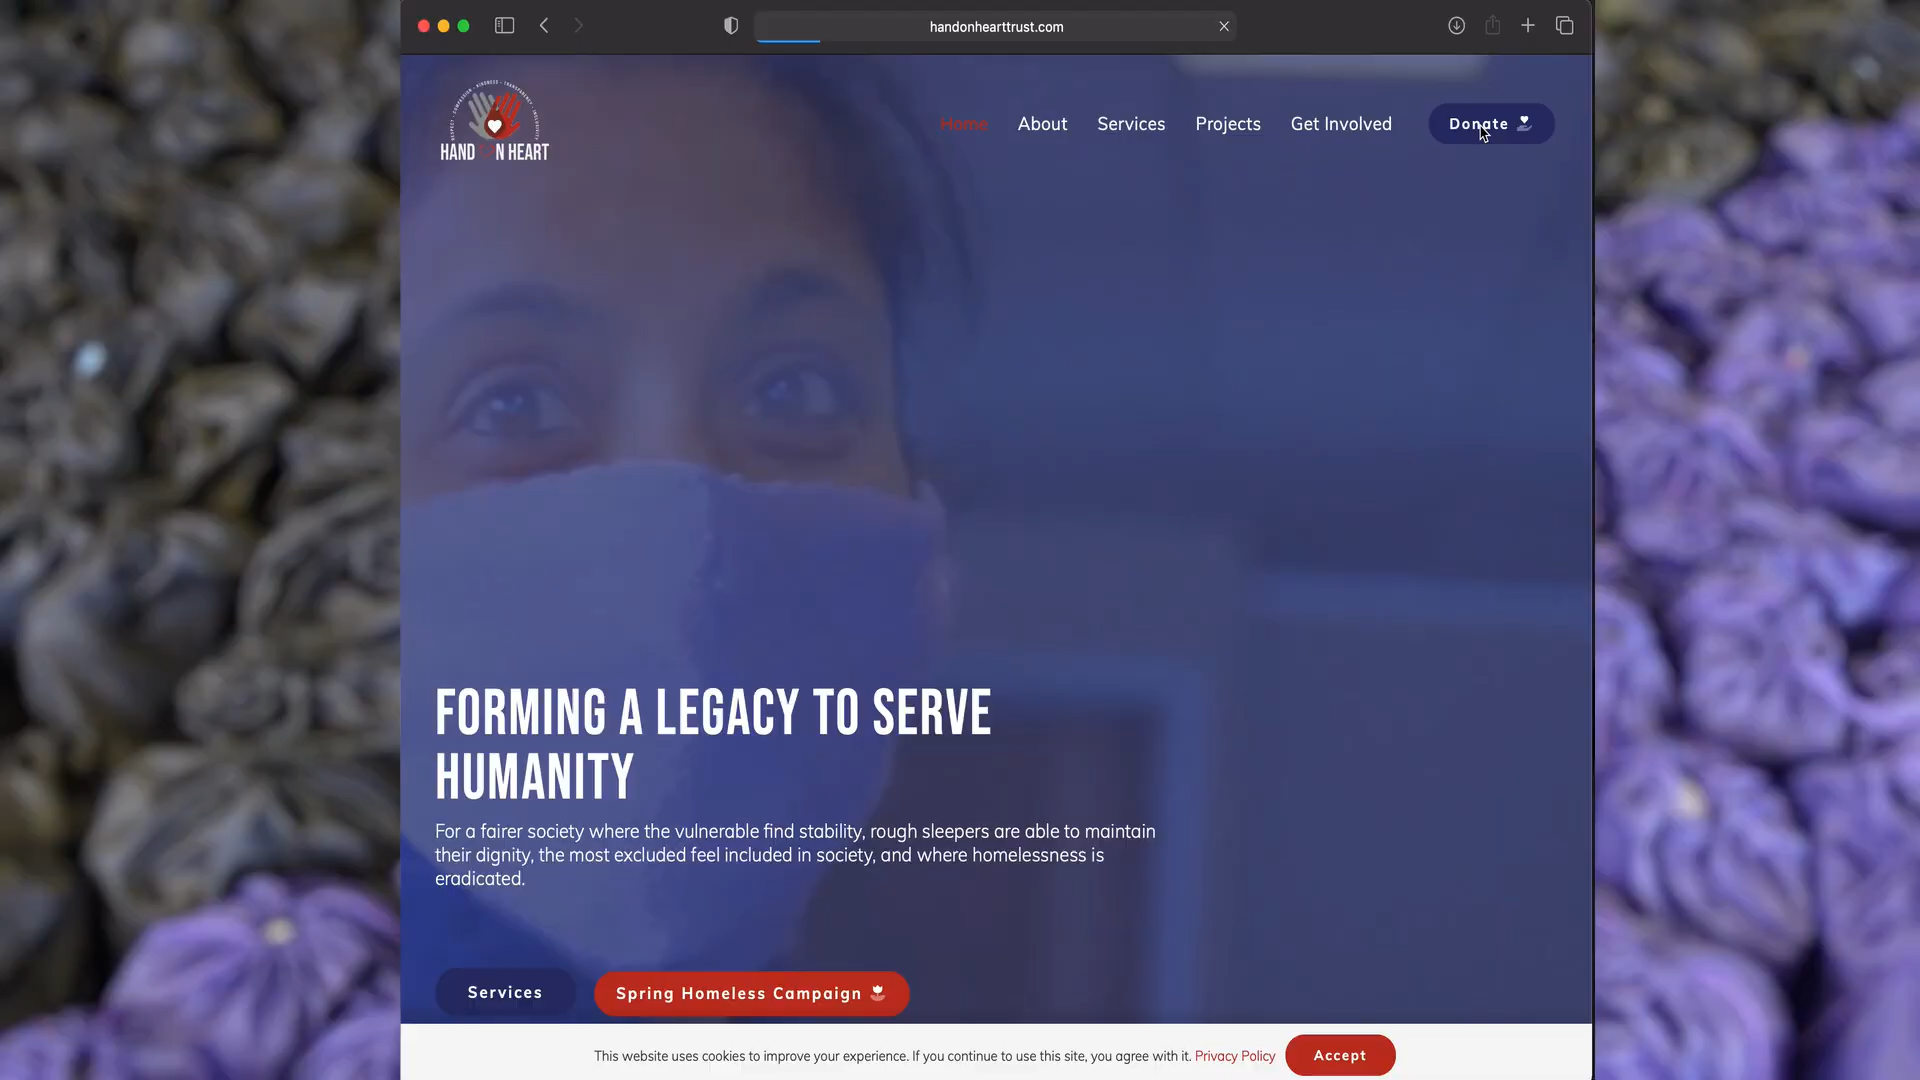 handonhearttrust.com
HAND ON HEART
Home About Services Projects Get Involved Donate
FORMING A LEGACY TO SERVE
HUMANITY
For a fairer society where the vulnerable find stability, rough sleepers are able to maintain
their dignity, the most excluded feel included in society, and where homelessness is
eradicated.
Services Spring Homeless Campaign
This website uses cookies to improve your experience. If you continue to use this site, you agree with it. Privacy Policy Accept